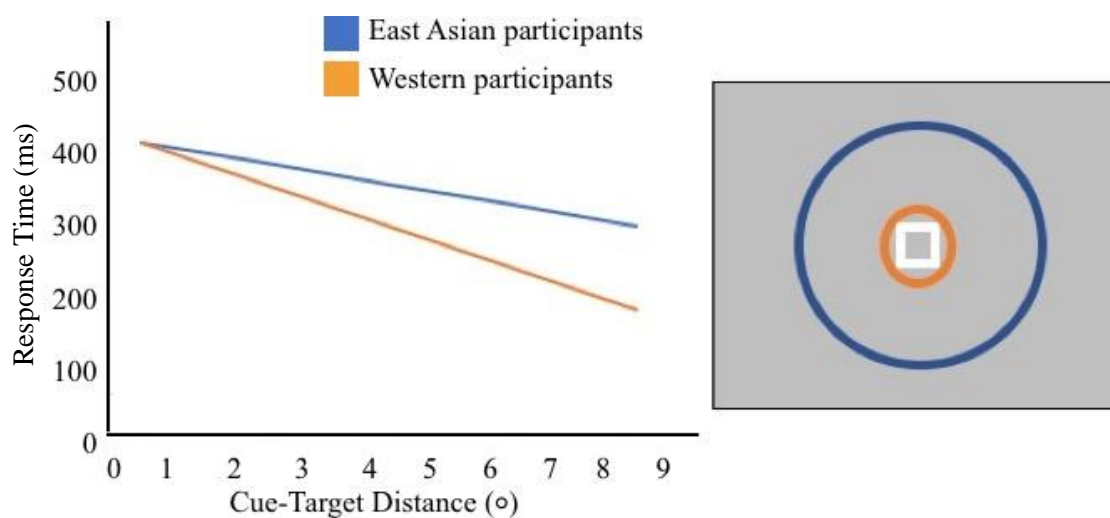 East Asian participants
Western participants
500
400
300
200
100
0
Response Time (ms)
0 1 2 3 4 5 6 7 8 9
Cue-Target Distance (o)